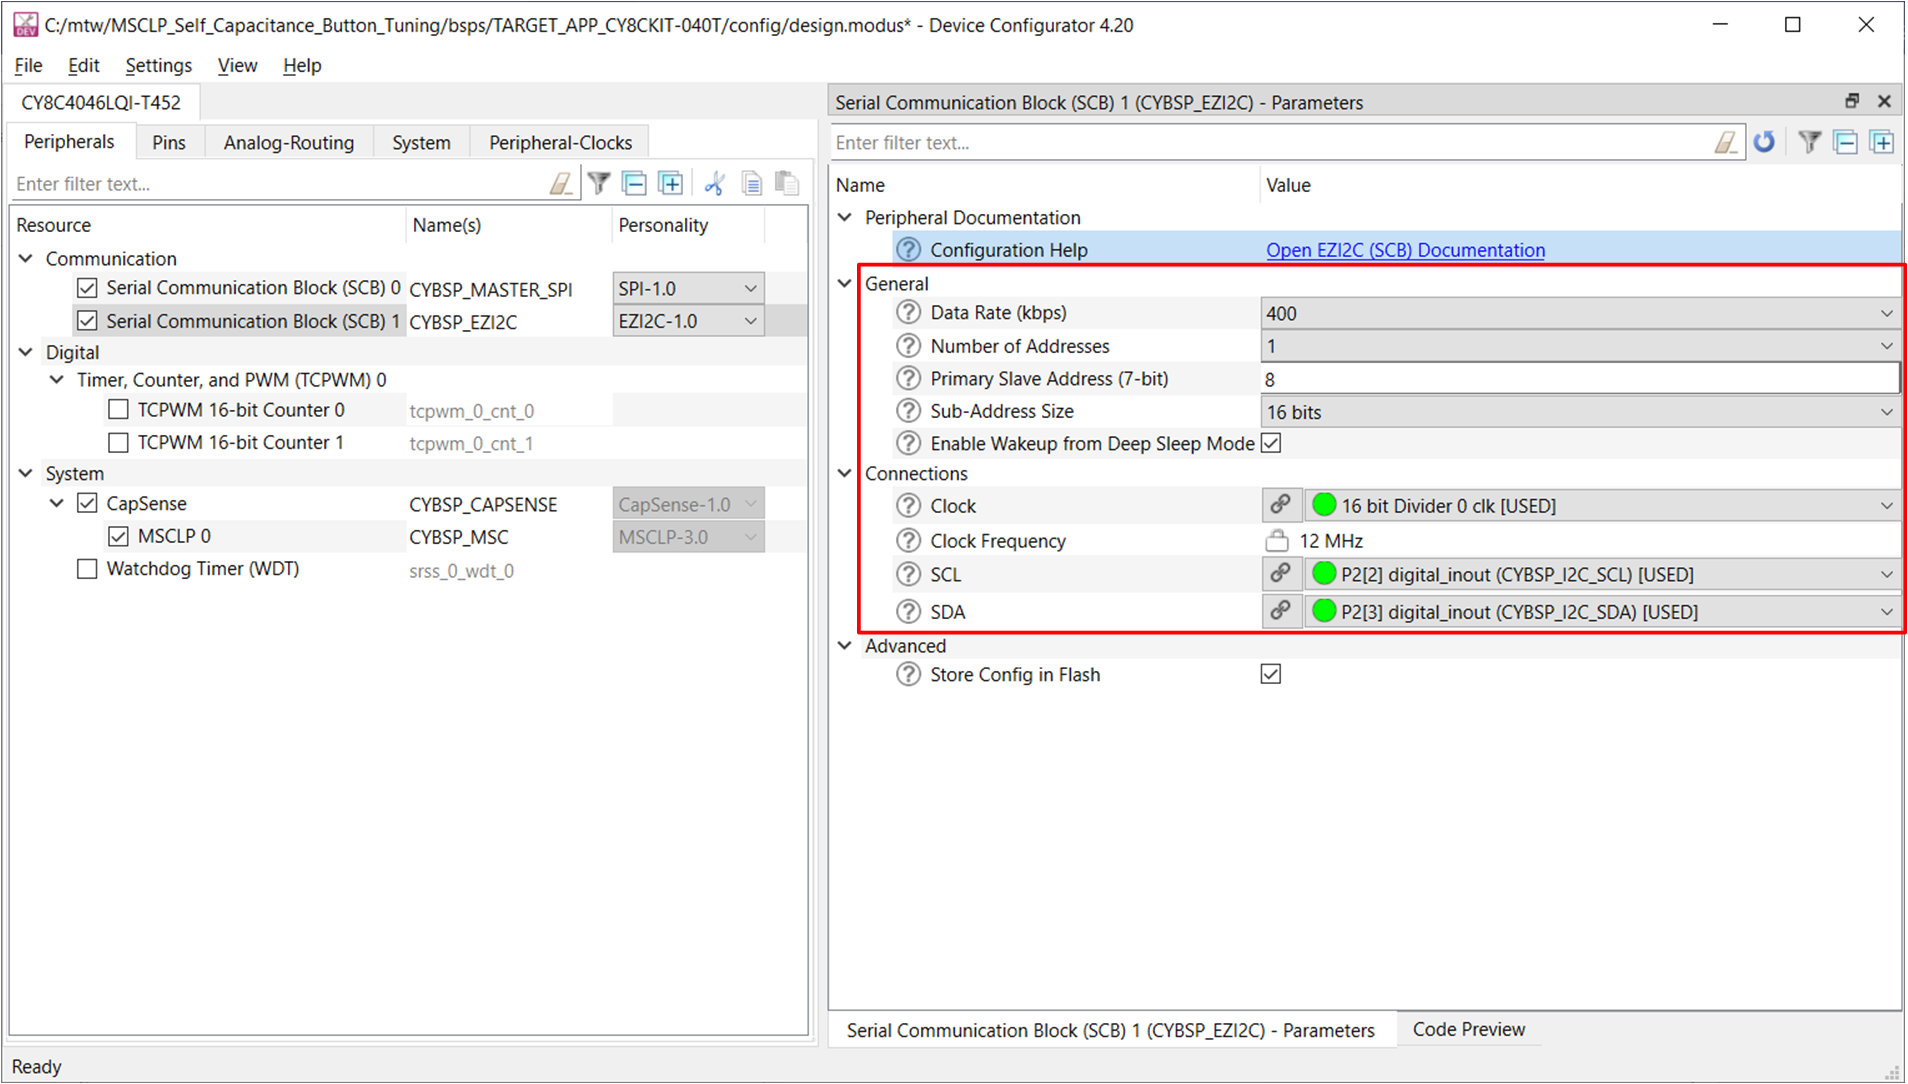 C:/mtw/MSCLP_Self_Capacitance_Button_Tuning/bsps/TARGET_APP_CY8CKIT-040T/config/design.modus* - Device Configurator 4.20
File Edit Settings View Help
CY8C4046LQI-T452
Peripherals Pins Analog-Routing System Peripheral-Clocks
Enter filter text...
Resource Name(s) Personality
Communication
Serial Communication Block (SCB) 0 CYBSP_MASTER_SPI SPI-1.0
Serial Communication Block (SCB) 1 CYBSP_EZI2C EZI2C-1.0
Digital
Timer, Counter, and PWM (TCPWM) 0
TCPWM 16-bit Counter 0 tcpwm_0_cnt_0
TCPWM 16-bit Counter 1 tcpwm_0_cnt_1
System
CapSense CYBSP_CAPSENSE CapSense-1.0
MSCLP 0 CYBSP_MSC MSCLP-3.0
Watchdog Timer (WDT) srss_0_wdt_0
Serial Communication Block (SCB) 1 (CYBSP_EZI2C) - Parameters
Enter filter text...
Name Value
Peripheral Documentation
Configuration Help Open EZI2C (SCB) Documentation
General
Data Rate (kbps) 400
Number of Addresses 1
Primary Slave Address (7-bit) 8
Sub-Address Size 16 bits
Enable Wakeup from Deep Sleep Mode
Connections
Clock 16 bit Divider 0 clk [USED]
Clock Frequency 12 MHz
SCL P2[2] digital_inout (CYBSP_I2C_SCL) [USED]
SDA P2[3] digital_inout (CYBSP_I2C_SDA) [USED]
Advanced
Store Config in Flash
Serial Communication Block (SCB) 1 (CYBSP_EZI2C) - Parameters Code Preview
Ready